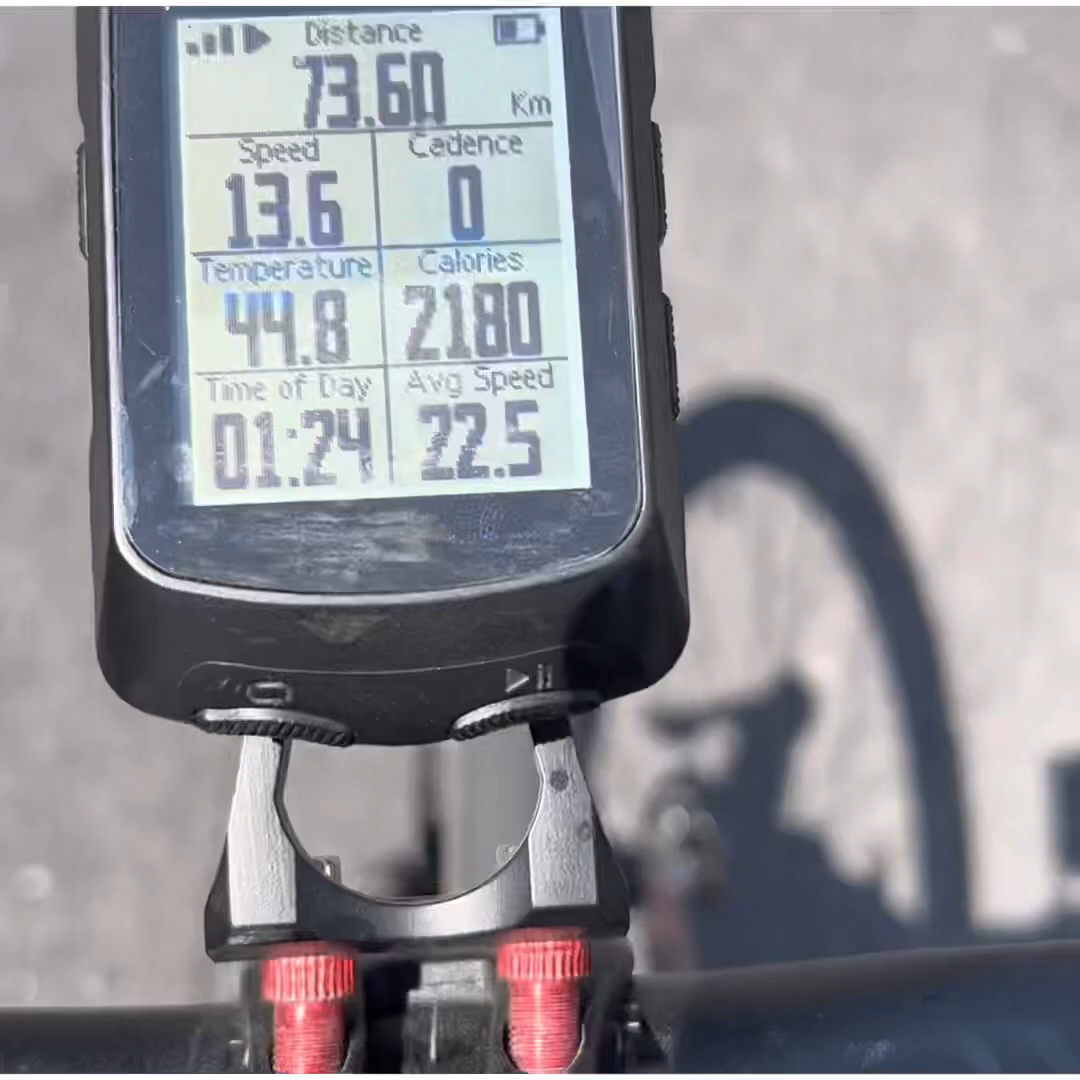 Distance
73.60 Km
Speed Cadence
13.6 0
Temperature Calories
44.8 2180
Time of Day Avg Speed
01:24 22.5